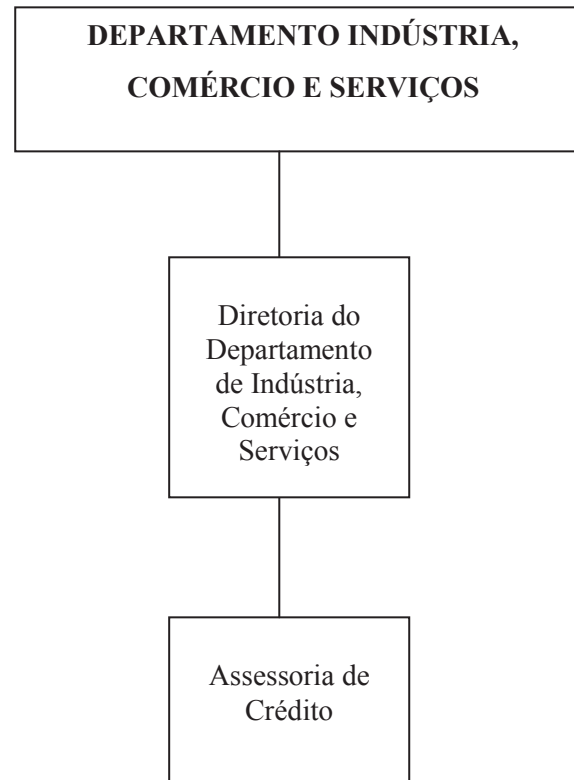 DEPARTAMENTO INDÚSTRIA,
COMÉRCIO E SERVIÇOS
Diretoria do
Departamento
de Indústria,
Comércio e
Serviços
Assessoria de
Crédito